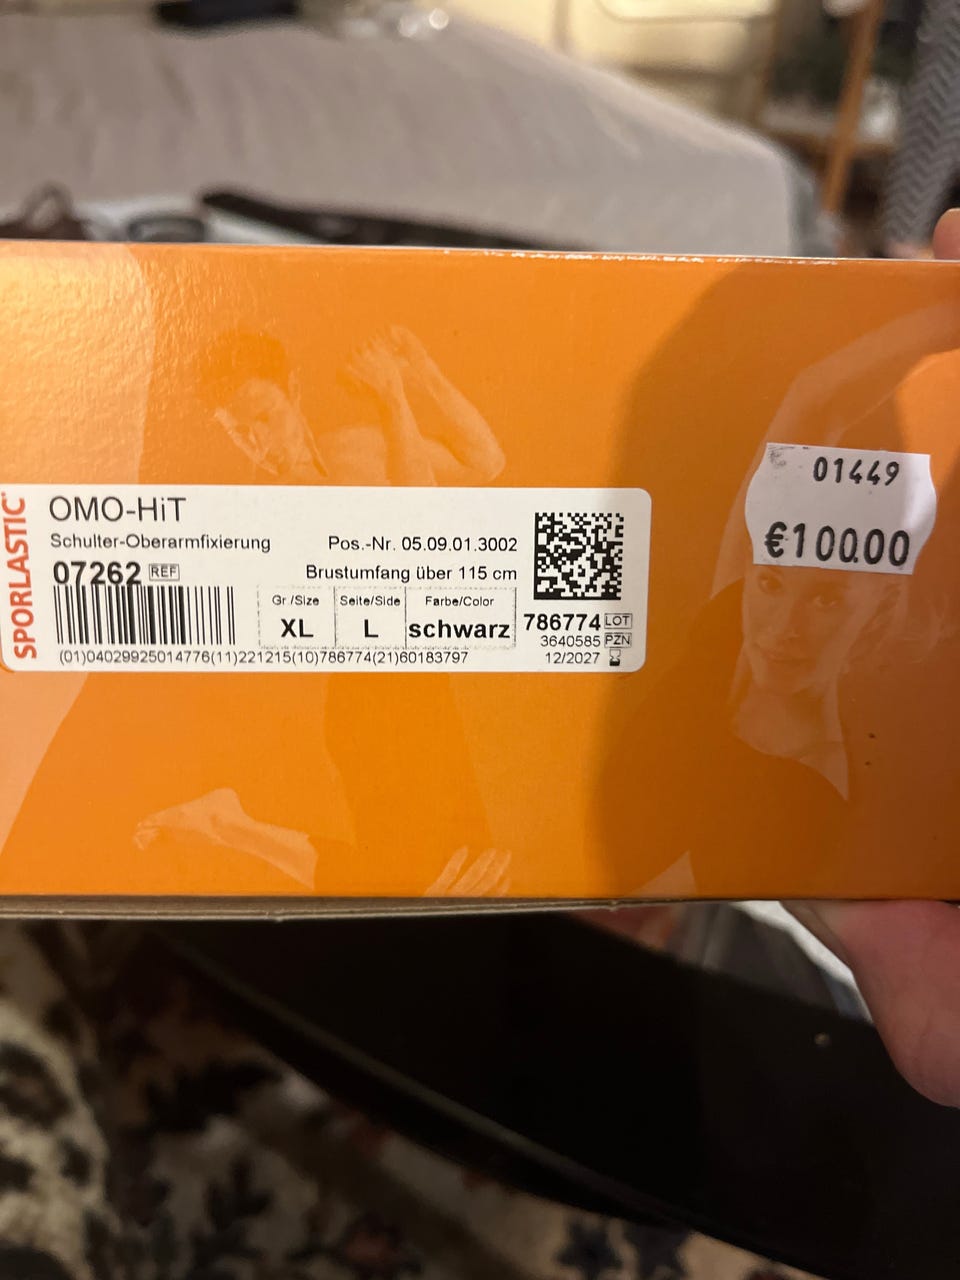 SPORLASTIC
OMO-HiT
Schulter-Oberarmfixierung
Pos.-Nr. 05.09.01.3002
07262 REF
Brustumfang über 115 cm
Gr /Size Seite/Side Farbe/Color
XL L schwarz
786774 LOT
3640585 PZN
12/2027
(01)04029925014776(11)221215(10)786774(21)60183797
€ 01449
€100.00